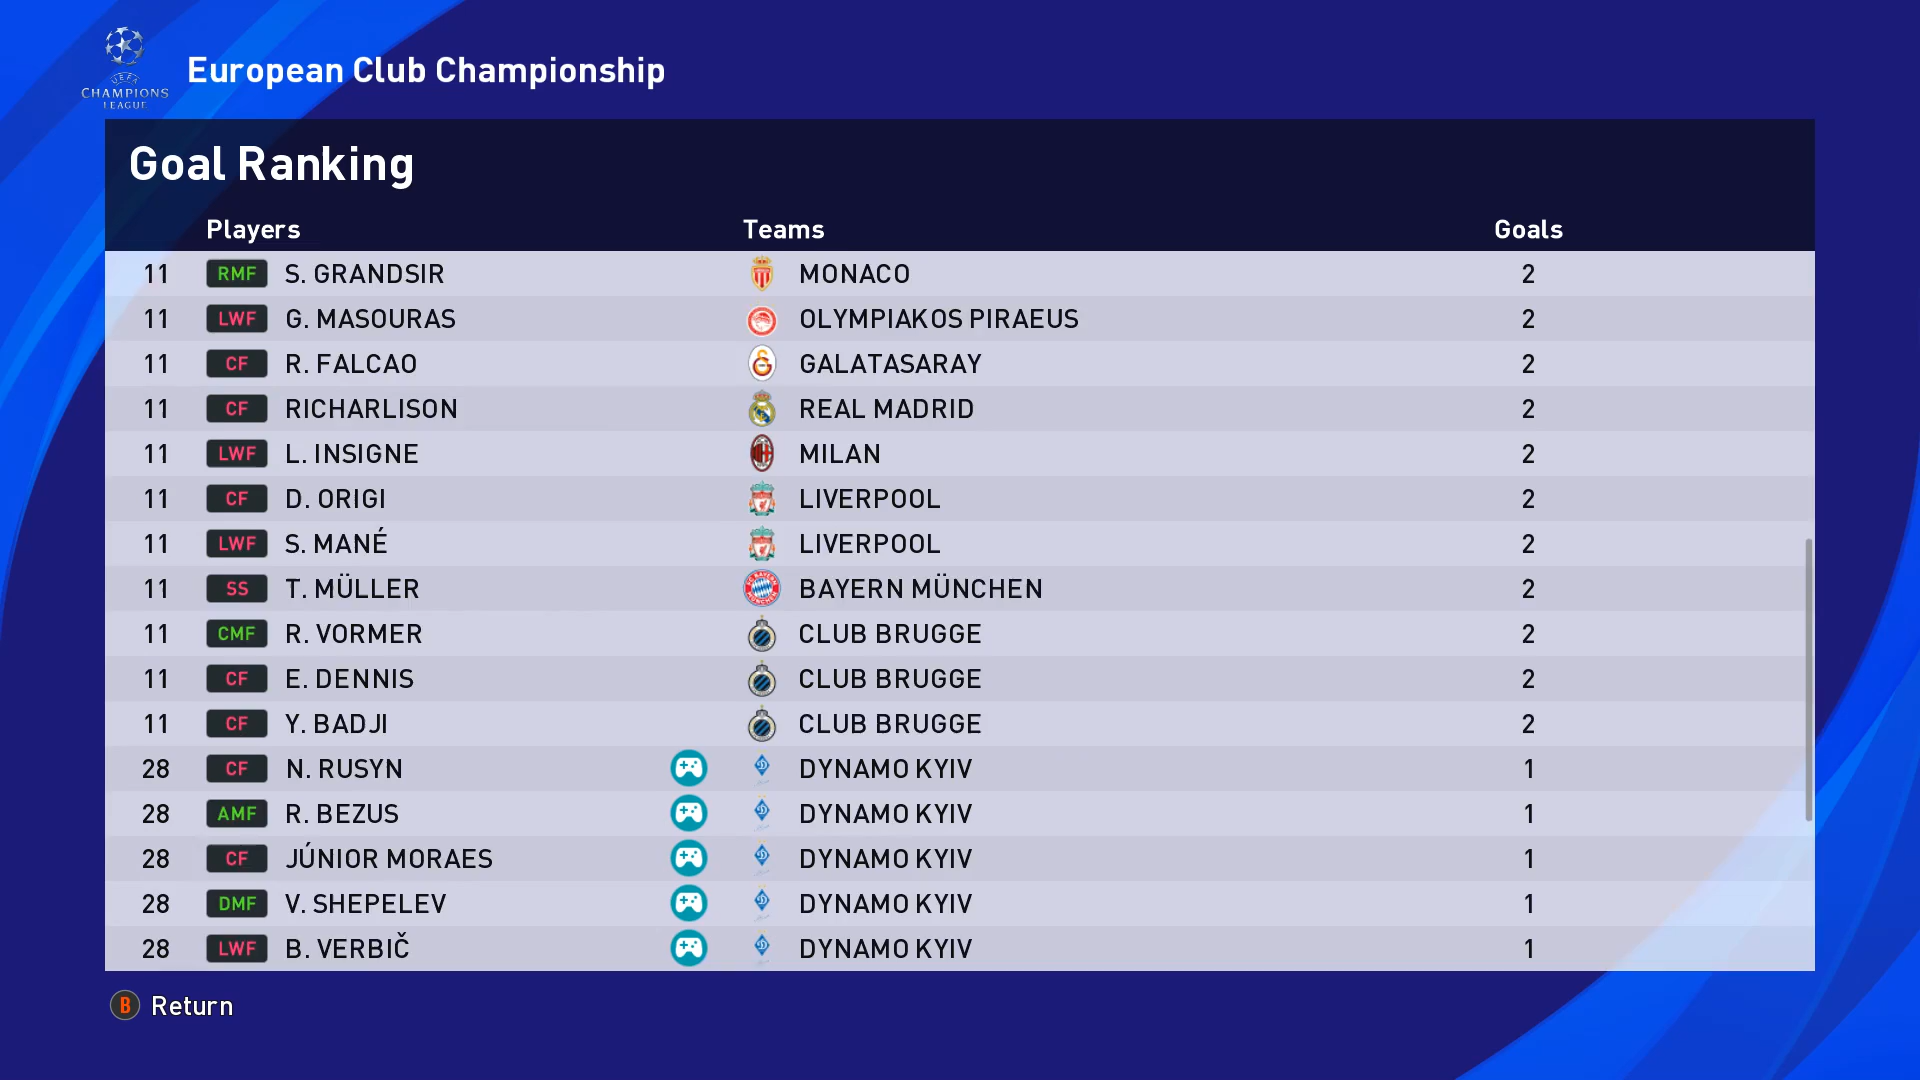 UEFA
CHAMPIONS
LEAGUE
European Club Championship
Goal Ranking
Players Teams Goals
11 RMF S. GRANDSIR MONACO 2
11 LWF G. MASOURAS OLYMPIAKOS PIRAEUS 2
11 CF R. FALCAO GALATASARAY 2
11 CF RICHARLISON REAL MADRID 2
11 LWF L. INSIGNE MILAN 2
11 CF D. ORIGI LIVERPOOL 2
11 LWF S. MANÉ LIVERPOOL 2
11 SS T. MÜLLER BAYERN MÜNCHEN 2
11 CMF R. VORMER CLUB BRUGGE 2
11 CF E. DENNIS CLUB BRUGGE 2
11 CF Y. BADJI CLUB BRUGGE 2
28 CF N. RUSYN DYNAMO KYIV 1
28 AMF R. BEZUS DYNAMO KYIV 1
28 CF JÚNIOR MORAES DYNAMO KYIV 1
28 DMF V. SHEPELEV DYNAMO KYIV 1
28 LWF B. VERBIČ DYNAMO KYIV 1
B Return